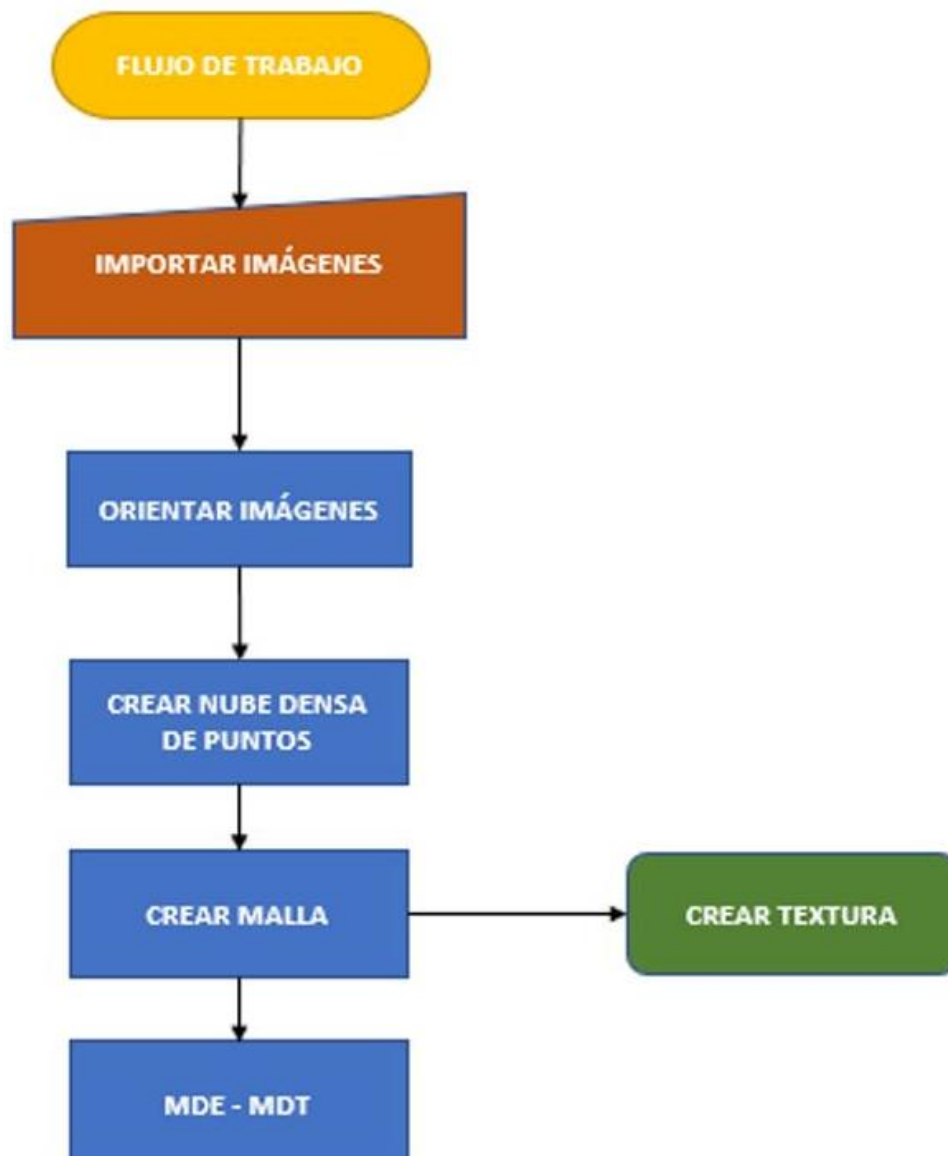 FLUJO DE TRABAJO
IMPORTAR IMÁGENES
ORIENTAR IMÁGENES
CREAR NUBE DENSA
DE PUNTOS
CREAR MALLA
CREAR TEXTURA
MDE - MDT